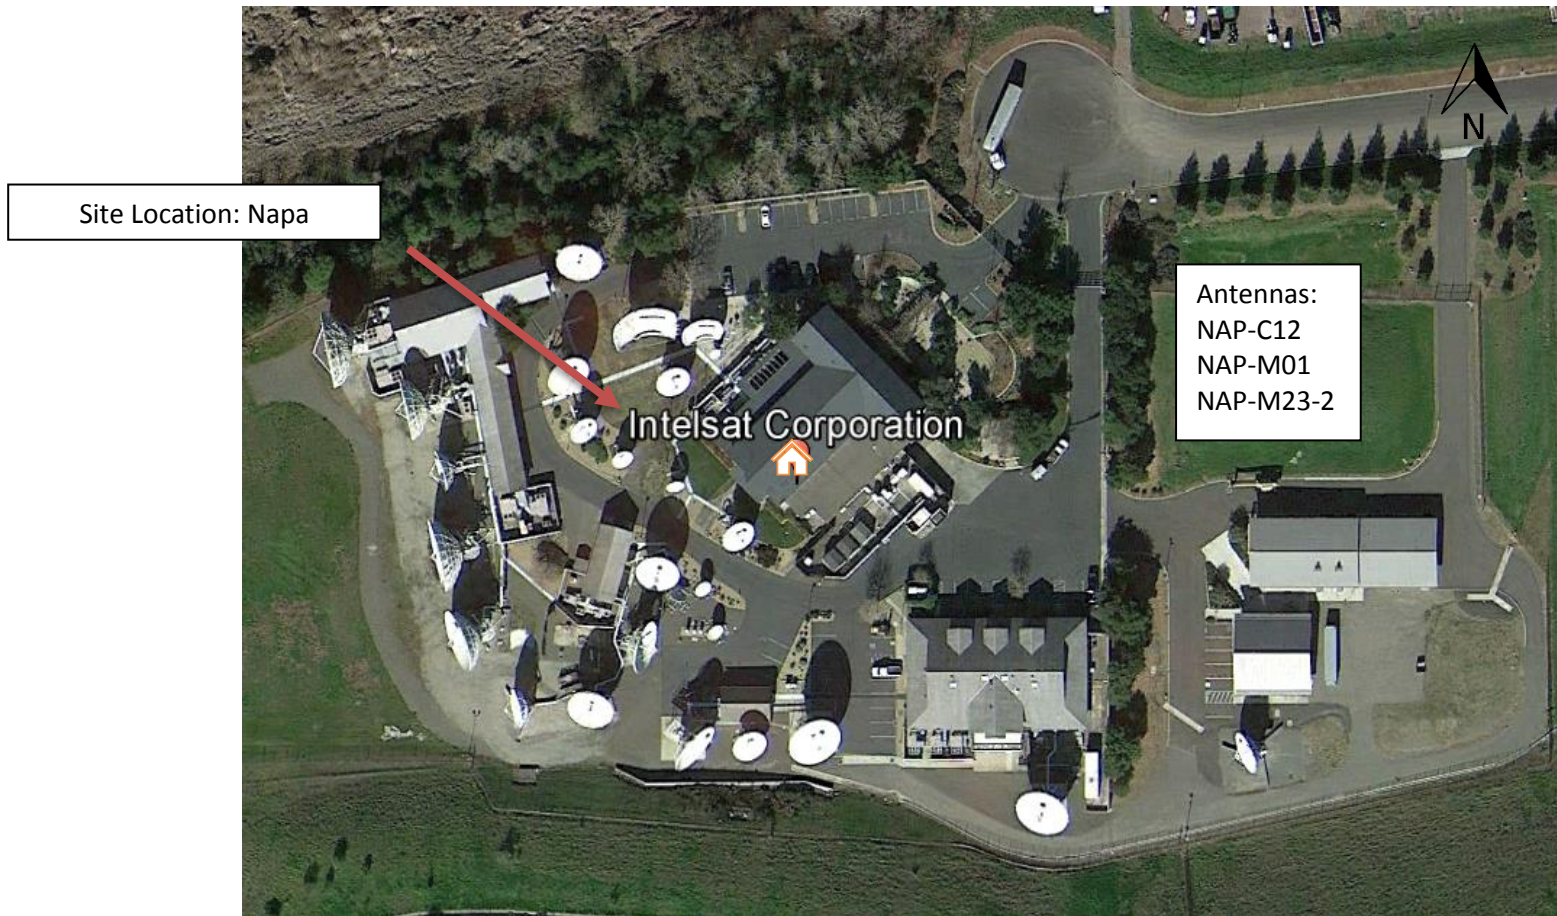 N
Site Location: Napa
Antennas:
NAP-C12
NAP-M01
NAP-M23-2
Intelsat Corporation